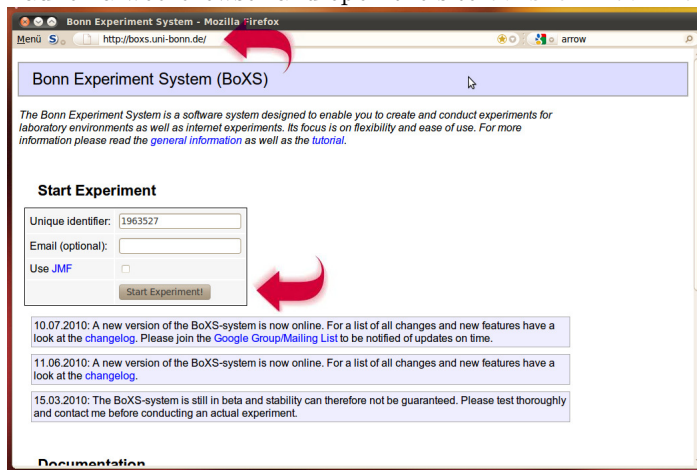 Bonn Experiment System - Mozilla Firefox
Menü S http://boxs.uni-bonn.de/ arrow
Bonn Experiment System (BoXS)
The Bonn Experiment System is a software system designed to enable you to create and conduct experiments for
laboratory environments as well as internet experiments. Its focus is on flexibility and ease of use. For more
information please read the general information as well as the tutorial.
Start Experiment
Unique identifier: 1963527
Email (optional):
Use JMF
Start Experiment!
10.07.2010: A new version of the BoXS-system is now online. For a list of all changes and new features have a
look at the changelog. Please join the Google Group/Mailing List to be notified of updates on time.
11.06.2010: A new version of the BoXS-system is now online. For a list of all changes and new features have a
look at the changelog.
15.03.2010: The BoXS-system is still in beta and stability can therefore not be guaranteed. Please test thoroughly
and contact me before conducting an actual experiment.
Documentation